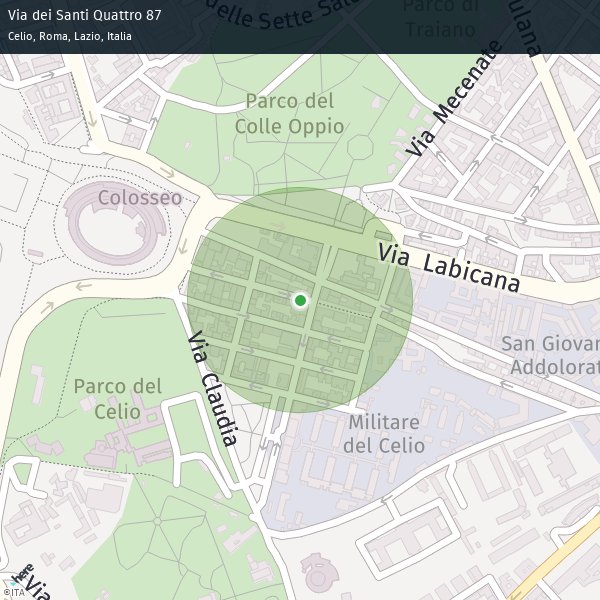 Via dei Santi Quattro 87
Celio, Roma, Lazio, Italia
delle Sette Sale
Parco di
Traiano
ulana
Via Mecenate
Parco del
Colle Oppio
Colosseo
Via Labicana
San Giovan
Addolorat
Via Claudia
Parco del
Celio
Militare
del Celio
here
Via
©ITA